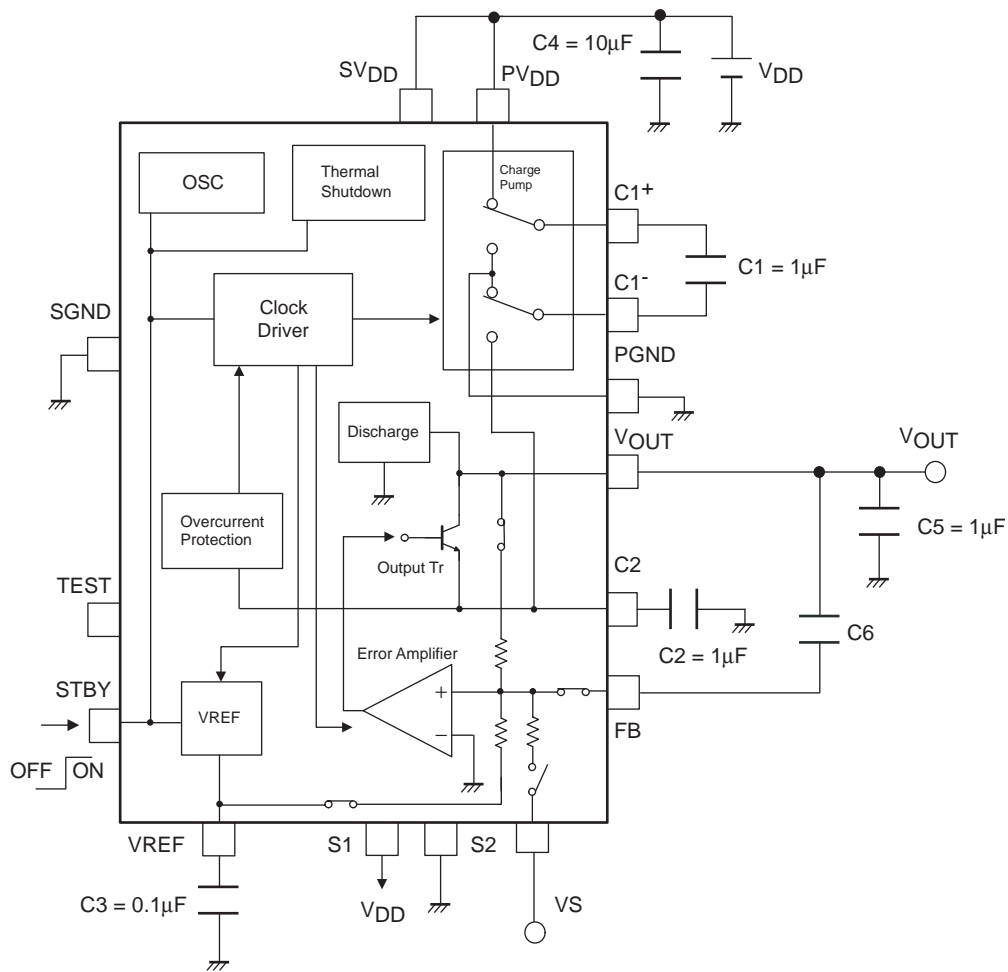 C4 = 10μF
SVDD
PVDD
VDD
OSC
Thermal
Shutdown
Charge
Pump
C1+
C1 = 1μF
C1-
SGND
Clock
Driver
PGND
Discharge
VOUT
VOUT
Overcurrent
Protection
Output Tr
C5 = 1μF
C2
TEST
C2 = 1μF
C6
Error Amplifier
STBY
VREF
+
−
FB
OFF
ON
VREF
S1
S2
C3 = 0.1μF
VDD
VS